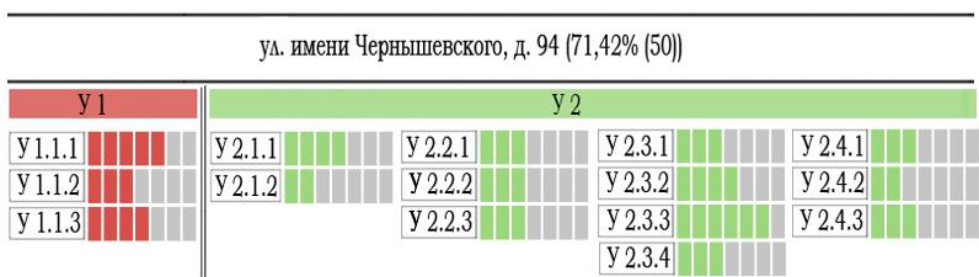 ул. имени Чернышевского, д. 94 (71,42% (50))
У 1 У 2
У 1.1.1 У 2.1.1 У 2.2.1 У 2.3.1 У 2.4.1
У 1.1.2 У 2.1.2 У 2.2.2 У 2.3.2 У 2.4.2
У 1.1.3 У 2.2.3 У 2.3.3 У 2.4.3
У 2.3.4